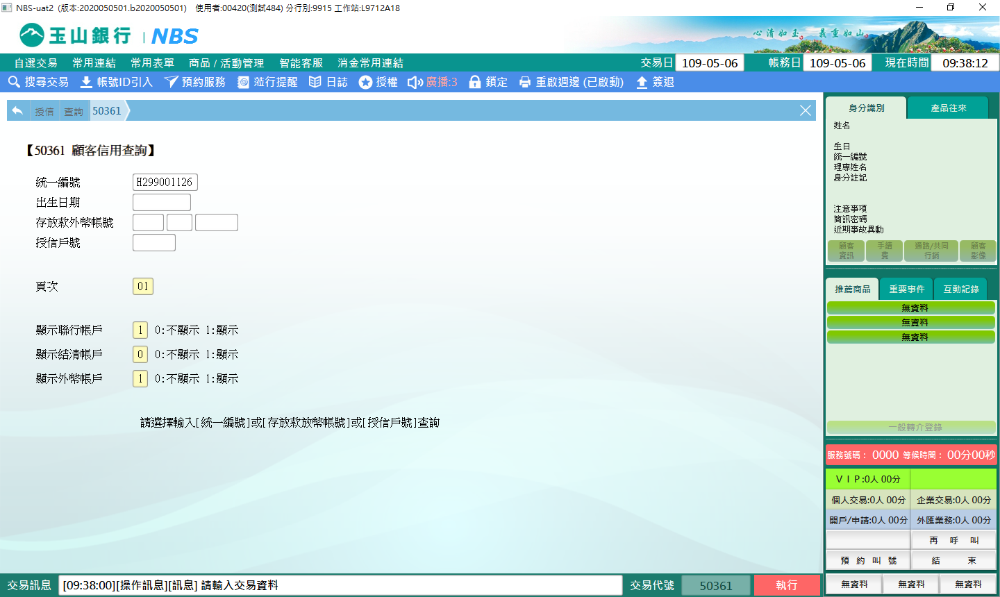 NBS-uat2 (版本:2020050501.b2020050501) 使用者:00420(測試484) 分行別:9915 工作站:L9712A18
玉山銀行 | NBS
心清如玉。 義重如山。
自選交易 常用連結 常用表單 商品 / 活動管理 智能客服 消金常用連結 交易日 109-05-06 帳務日 109-05-06 現在時間 09:38:12
搜尋交易 帳號ID引入 預約服務 蒞行提醒 日誌 授權 廣播:3 鎖定 重啟週邊 (已啟動) 簽退
授信 查詢 50361
【50361 顧客信用查詢】
統一編號 H299001126
出生日期
存放款外幣帳號
授信戶號
頁次 01
顯示聯行帳戶 1 0:不顯示 1:顯示
顯示結清帳戶 0 0:不顯示 1:顯示
顯示外幣帳戶 1 0:不顯示 1:顯示
請選擇輸入[統一編號]或[存放款放幣帳號]或[授信戶號]查詢
身分識別 產品往來
姓名
生日
統一編號
理專姓名
身分註記
注意事項
簡訊密碼
近期事故異動
顧客資訊 手續費 通路/共同行銷 顧客影像
推薦商品 重要事件 互動記錄
無資料
無資料
無資料
一般轉介登錄
服務號碼： 0000 等候時間： 00分00秒
ＶＩＰ:0人 00分
個人交易:0人 00分 企業交易:0人 00分
開戶/申請:0人 00分 外匯業務:0人 00分
再 呼 叫
預 約 叫 號 結 束
無資料 無資料 無資料
交易訊息 [09:38:00][操作訊息][訊息] 請輸入交易資料 交易代號 50361 執行